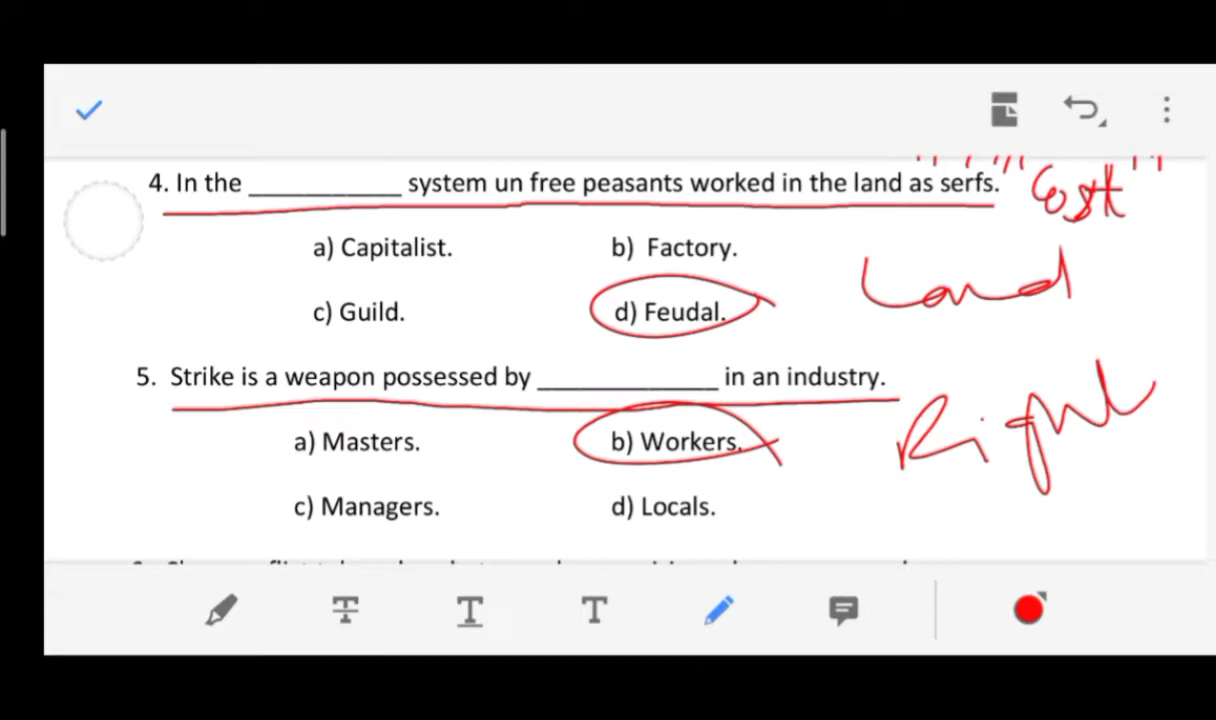 4. In the ____________ system un free peasants worked in the land as serfs. "Cost"
a) Capitalist. b) Factory.
Land
c) Guild. d) Feudal.
5. Strike is a weapon possessed by ______________ in an industry.
Right
a) Masters. b) Workers.
c) Managers. d) Locals.